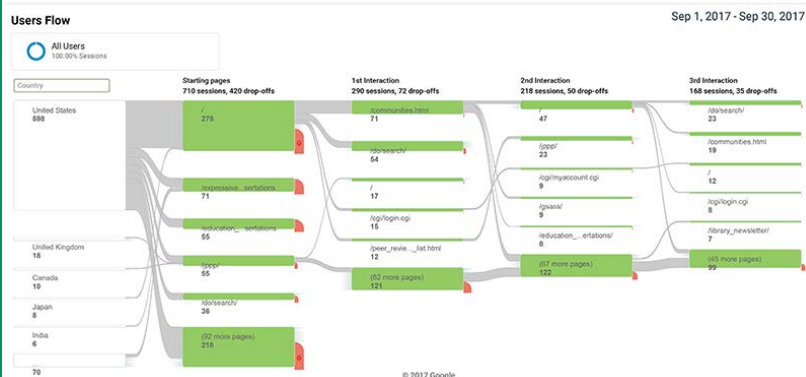 Users Flow
Sep 1, 2017 - Sep 30, 2017
All Users
100.00% Sessions
Country
United States
598
United Kingdom
18
Canada
10
Japan
8
India
6
70
Starting pages
710 sessions, 420 drop-offs
/
275
/expressive...sertations
71
/education_...sertations
55
/jppp/
55
/do/search/
36
(92 more pages)
218
1st Interaction
290 sessions, 72 drop-offs
/communities.html
71
/do/search/
54
/
17
/cgi/login.cgi
15
/peer_revie..._list.html
12
(62 more pages)
121
2nd Interaction
218 sessions, 50 drop-offs
/
47
/jppp/
23
/cgi/myaccount.cgi
9
/gsass/
9
/education_...ertations/
8
(67 more pages)
122
3rd Interaction
168 sessions, 35 drop-offs
/do/search/
23
/communities.html
19
/
12
/cgi/login.cgi
8
/library_newsletter/
7
(45 more pages)
99
© 2017 Google